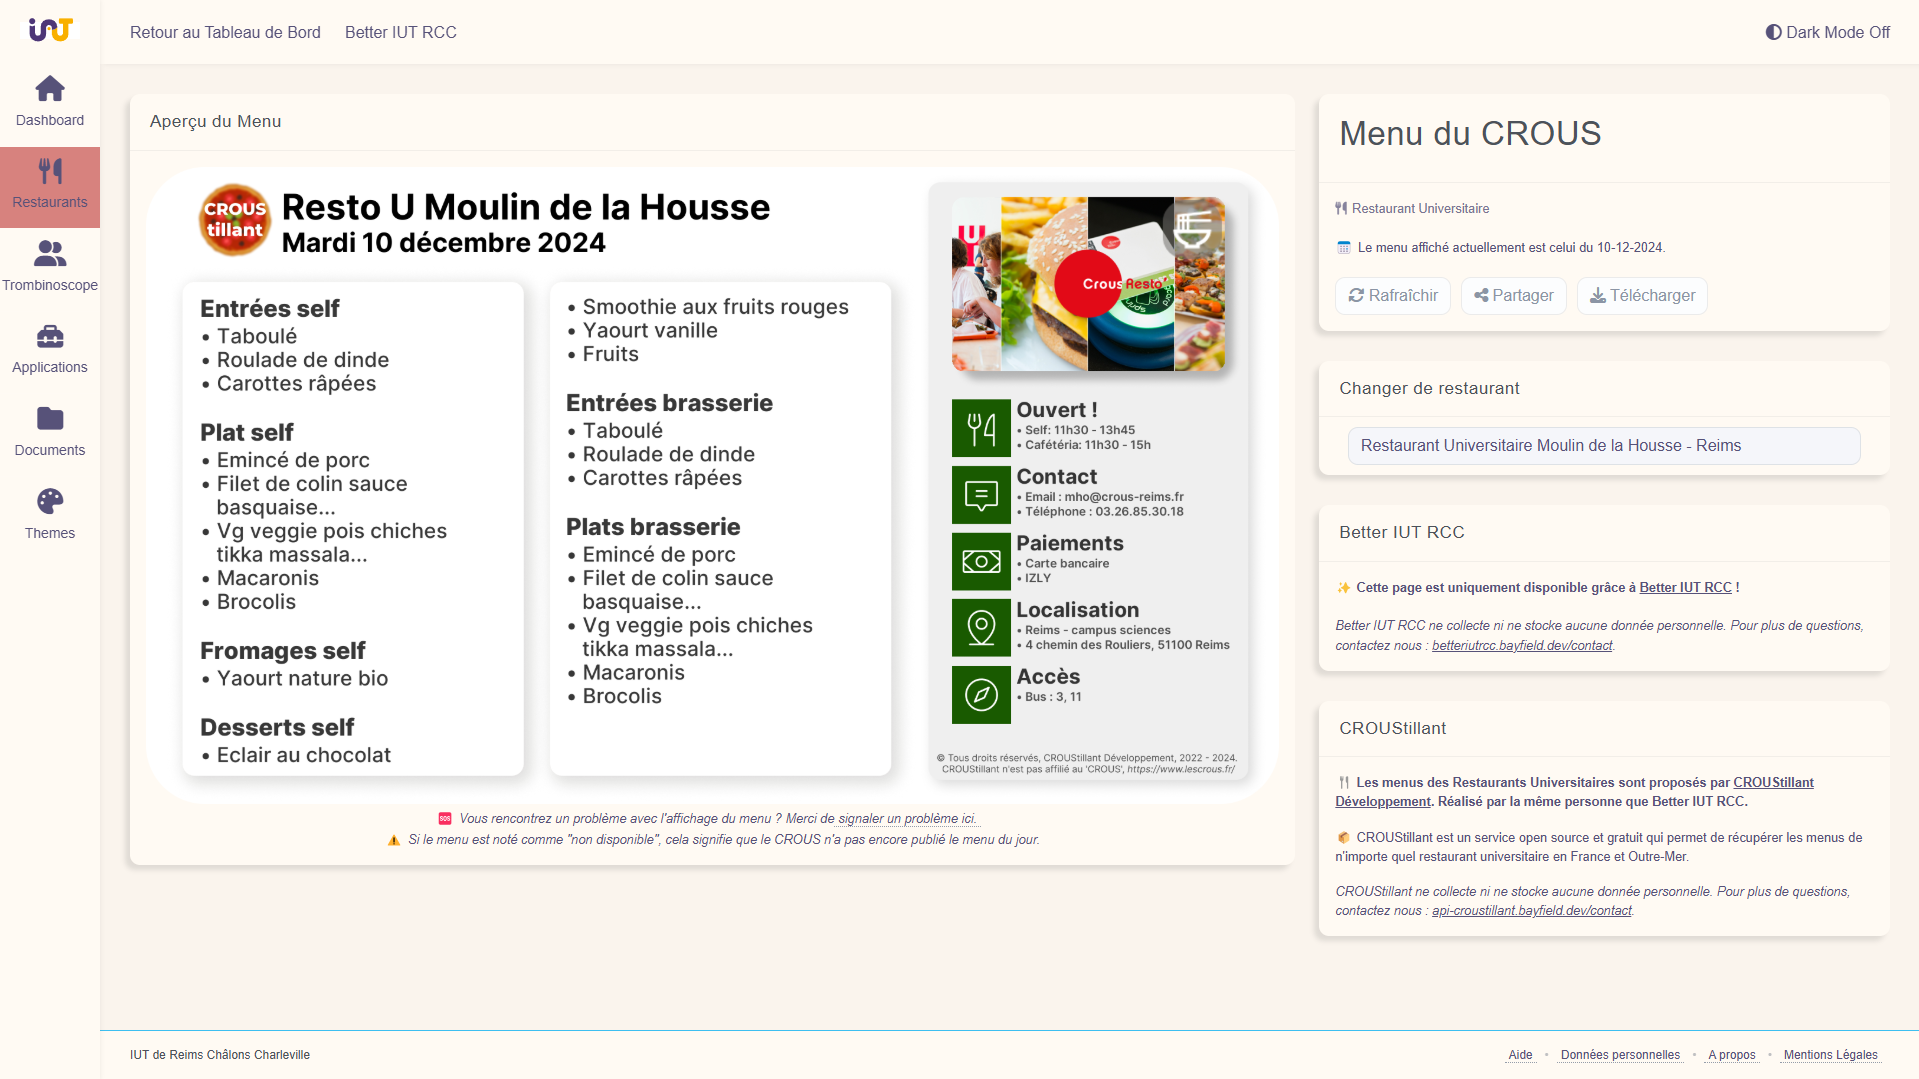 Retour au Tableau de Bord
Better IUT RCC
Dark Mode Off
Dashboard
Restaurants
Trombinoscope
Applications
Documents
Themes
Aperçu du Menu
CROUS
tillant
Resto U Moulin de la Housse
Mardi 10 décembre 2024
Entrées self
• Taboulé
• Roulade de dinde
• Carottes râpées
Plat self
• Emincé de porc
• Filet de colin sauce
basquaise...
• Vg veggie pois chiches
tikka massala...
• Macaronis
• Brocolis
Fromages self
• Yaourt nature bio
Desserts self
• Eclair au chocolat
• Smoothie aux fruits rouges
• Yaourt vanille
• Fruits
Entrées brasserie
• Taboulé
• Roulade de dinde
• Carottes râpées
Plats brasserie
• Emincé de porc
• Filet de colin sauce
basquaise...
• Vg veggie pois chiches
tikka massala...
• Macaronis
• Brocolis
Crous Resto'
Ouvert !
• Self: 11h30 - 13h45
• Cafétéria: 11h30 - 15h
Contact
• Email : mho@crous-reims.fr
• Téléphone : 03.26.85.30.18
Paiements
• Carte bancaire
• IZLY
Localisation
• Reims - campus sciences
• 4 chemin des Rouliers, 51100 Reims
Accès
• Bus : 3, 11
© Tous droits réservés, CROUStillant Développement, 2022 - 2024.
CROUStillant n'est pas affilié au 'CROUS', https://www.lescrous.fr/
SOS Vous rencontrez un problème avec l'affichage du menu ? Merci de signaler un problème ici.
Si le menu est noté comme "non disponible", cela signifie que le CROUS n'a pas encore publié le menu du jour.
Menu du CROUS
Restaurant Universitaire
Le menu affiché actuellement est celui du 10-12-2024.
Rafraîchir
Partager
Télécharger
Changer de restaurant
Restaurant Universitaire Moulin de la Housse - Reims
Better IUT RCC
Cette page est uniquement disponible grâce à Better IUT RCC !
Better IUT RCC ne collecte ni ne stocke aucune donnée personnelle. Pour plus de questions,
contactez nous : betteriutrcc.bayfield.dev/contact.
CROUStillant
Les menus des Restaurants Universitaires sont proposés par CROUStillant
Développement. Réalisé par la même personne que Better IUT RCC.
CROUStillant est un service open source et gratuit qui permet de récupérer les menus de
n'importe quel restaurant universitaire en France et Outre-Mer.
CROUStillant ne collecte ni ne stocke aucune donnée personnelle. Pour plus de questions,
contactez nous : api-croustillant.bayfield.dev/contact.
IUT de Reims Châlons Charleville
Aide • Données personnelles • A propos • Mentions Légales